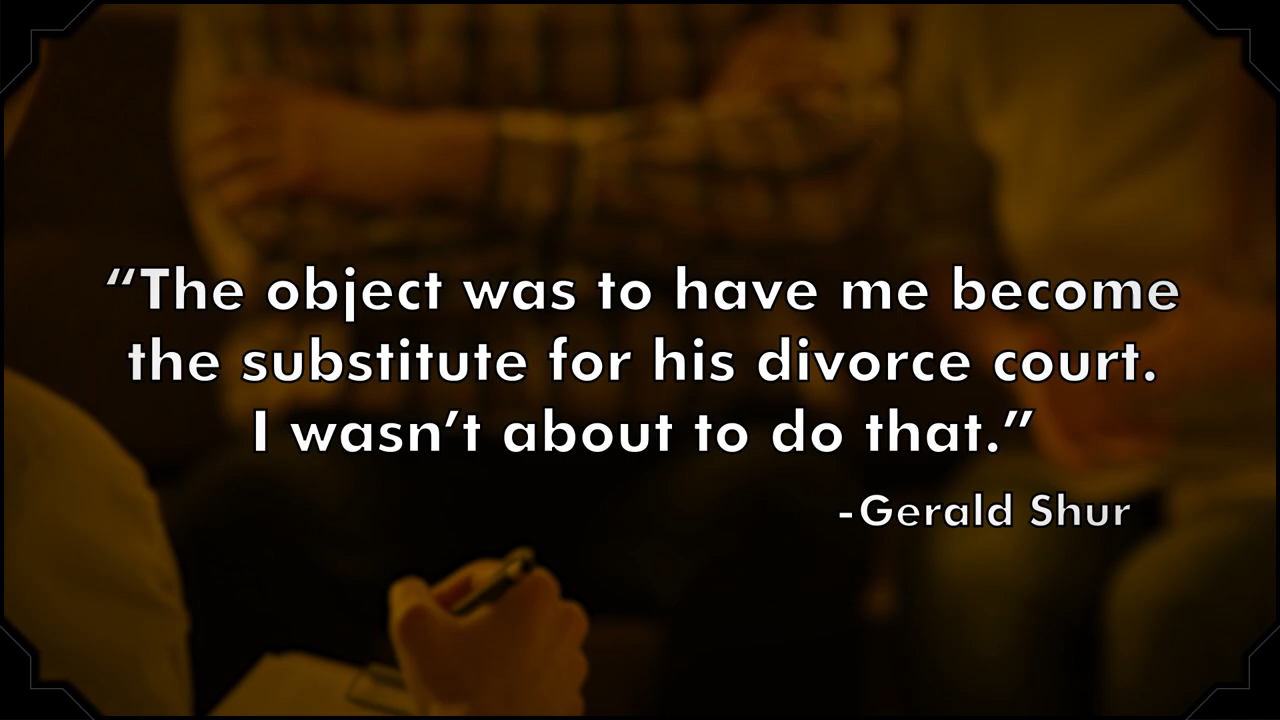 “The object was to have me become
the substitute for his divorce court.
I wasn’t about to do that.”
-Gerald Shur